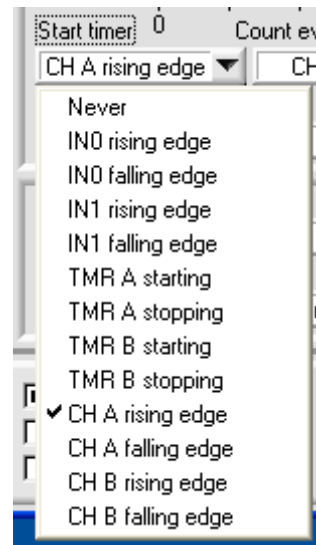 Start timer 0 Count ev
CH A rising edge CH
Never
IN0 rising edge
IN0 falling edge
IN1 rising edge
IN1 falling edge
TMR A starting
TMR A stopping
TMR B starting
TMR B stopping
CH A rising edge
CH A falling edge
CH B rising edge
CH B falling edge